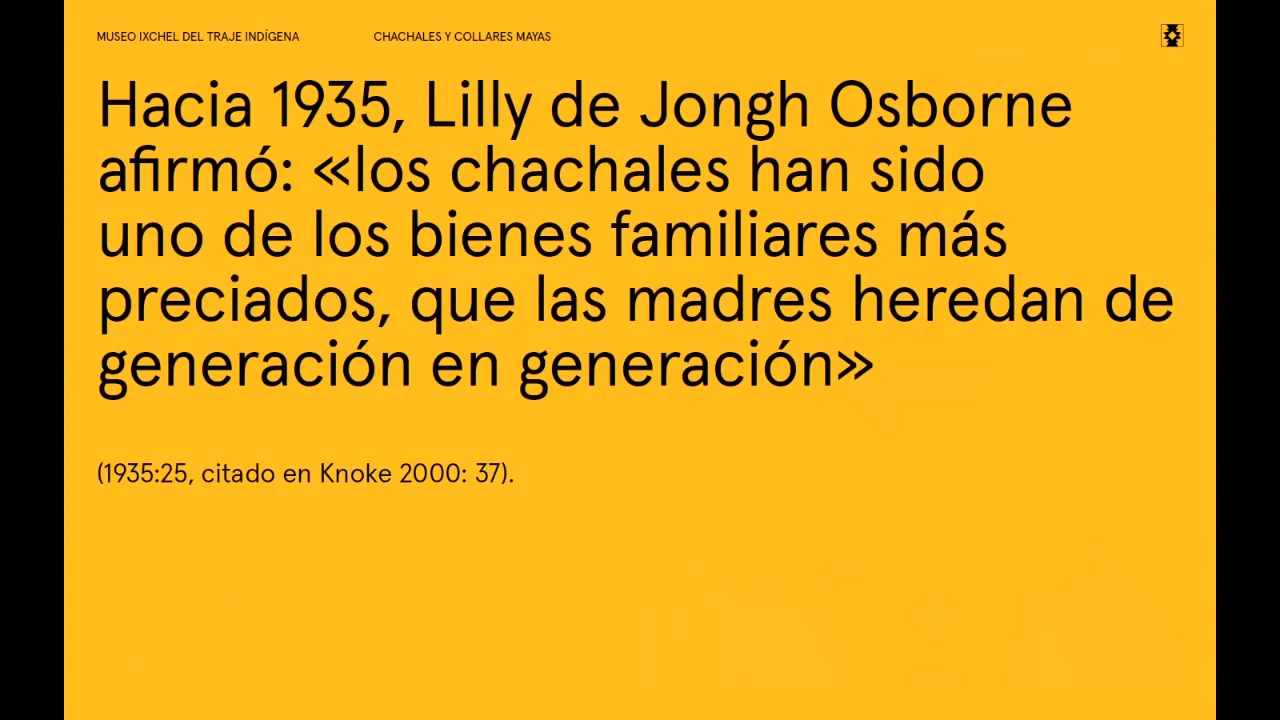 MUSEO IXCHEL DEL TRAJE INDÍGENA
CHACHALES Y COLLARES MAYAS
Hacia 1935, Lilly de Jongh Osborne
afirmó: «los chachales han sido
uno de los bienes familiares más
preciados, que las madres heredan de
generación en generación»
(1935:25, citado en Knoke 2000: 37).